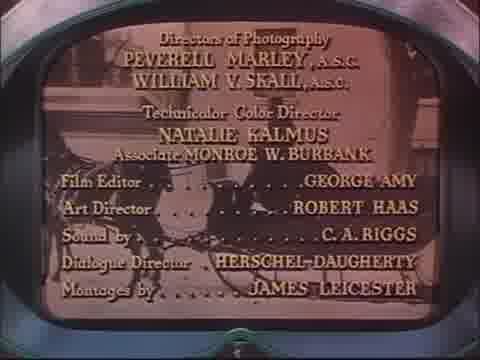 Directors of Photography
PEVERELL MARLEY, A.S.C.
WILLIAM V. SKALL, A.S.C.
Technicolor Color Director
NATALIE KALMUS
Associate MONROE W. BURBANK
Film Editor . . . . . . . . . . . . GEORGE AMY
Art Director . . . . . . . . . . ROBERT HAAS
Sound by . . . . . . . . . . . . . C. A. RIGGS
Dialogue Director . . HERSCHEL DAUGHERTY
Montages by . . . . . . . JAMES LEICESTER